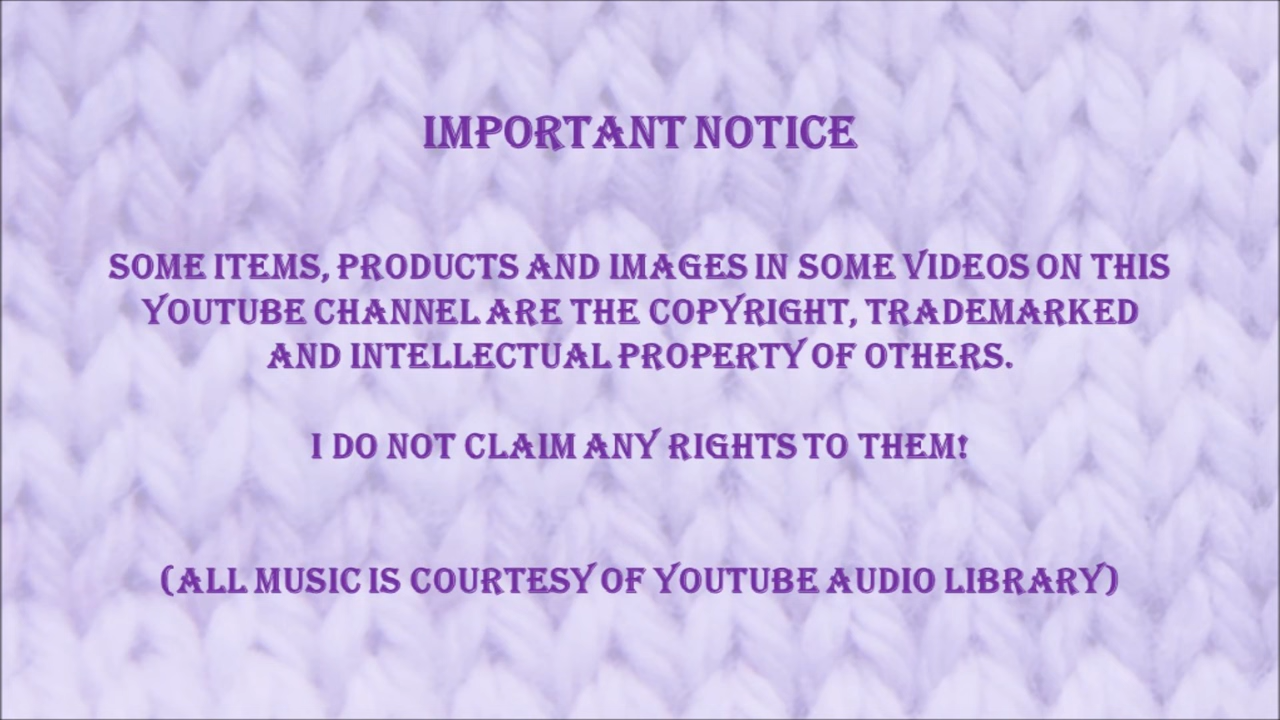 IMPORTANT NOTICE
SOME ITEMS, PRODUCTS AND IMAGES IN SOME VIDEOS ON THIS
YOUTUBE CHANNEL ARE THE COPYRIGHT, TRADEMARKED
AND INTELLECTUAL PROPERTY OF OTHERS.
I DO NOT CLAIM ANY RIGHTS TO THEM!
(ALL MUSIC IS COURTESY OF YOUTUBE AUDIO LIBRARY)